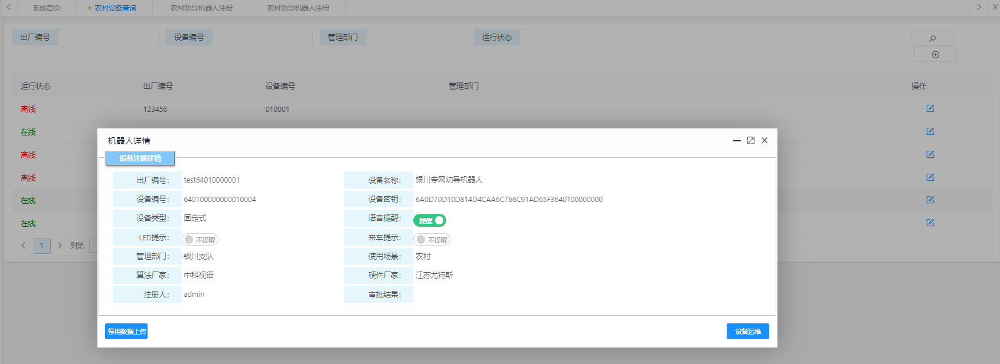 系统首页 农村设备查询 农村劝导机器人注册 农村劝导机器人注册
出厂编号 设备编号 管理部门 运行状态
运行状态 出厂编号 设备编号 管理部门 操作
离线 123456 010001
在线
离线
离线
在线
在线
1 到第
机器人详情
设备注册详情
出厂编号: test64010000001 设备名称: 银川专网劝导机器人
设备编号: 640100000000010004 设备密钥: 6A0D70D10D814D4CAA6C766C91AD65F3640100000000
设备类型: 固定式 语音提醒: 提醒
LED提示: 不提醒 来车提示: 不提醒
管理部门: 银川支队 使用场景: 农村
算法厂家: 中科视语 硬件厂家: 江苏尤特斯
注册人: admin 审批结果:
停用数据上传 设备运维